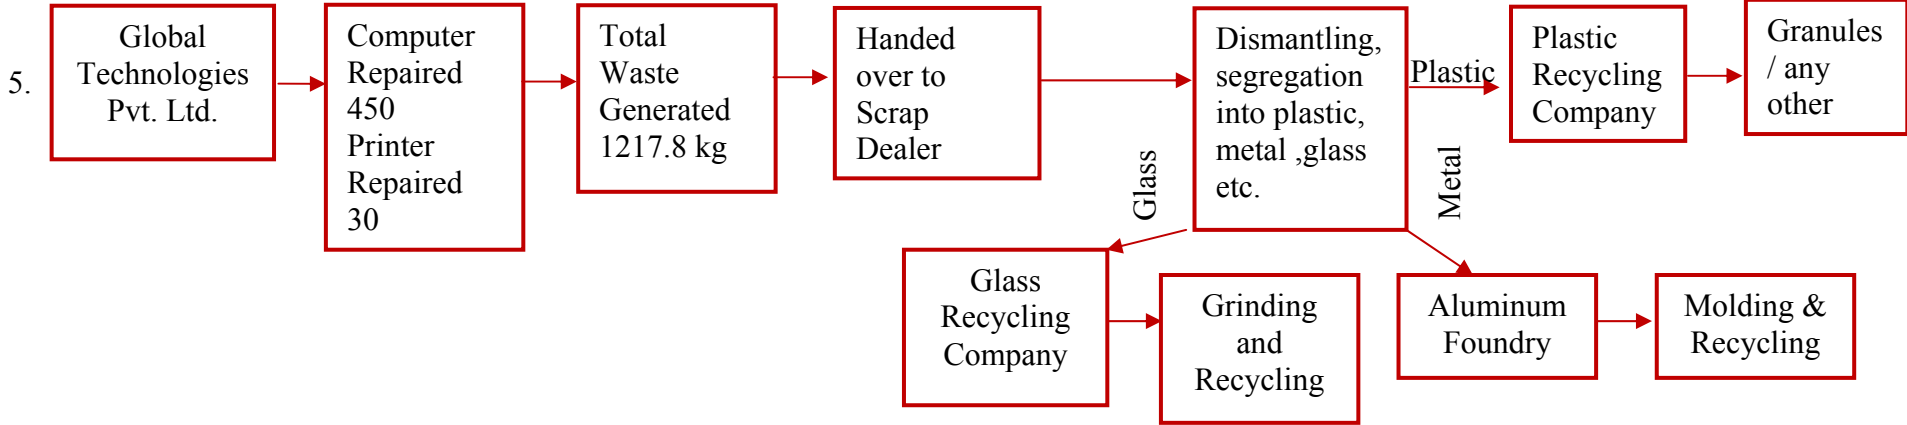 5.
Global
Technologies
Pvt. Ltd.
Computer
Repaired
450
Printer
Repaired
30
Total
Waste
Generated
1217.8 kg
Handed
over to
Scrap
Dealer
Dismantling,
segregation
into plastic,
metal ,glass
etc.
Plastic
Plastic
Recycling
Company
Granules
/ any
other
Glass
Metal
Glass
Recycling
Company
Grinding
and
Recycling
Aluminum
Foundry
Molding &
Recycling